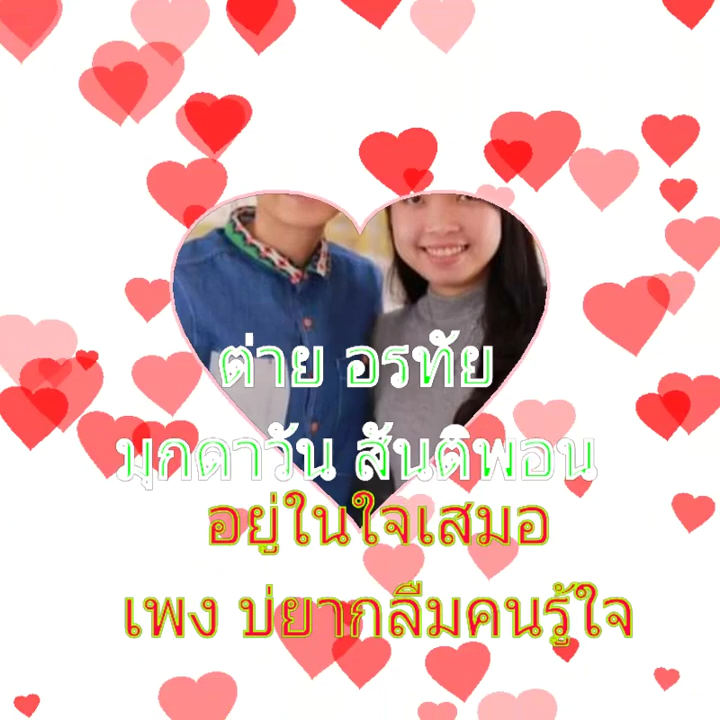 ต่าย อรทัย
มุกดาวัน สันติพอน
อยู่ในใจเสมอ
เพง บ่ยากลืมคนรู้ใจ